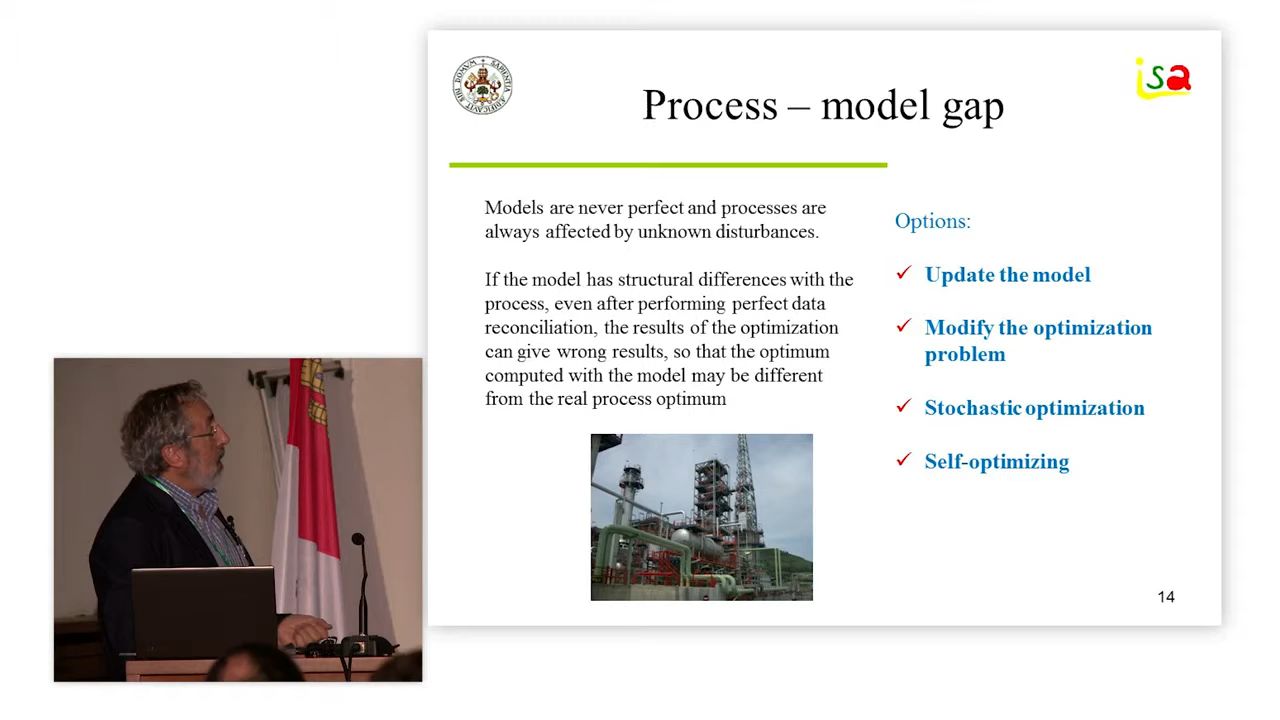 isa
Process – model gap
Models are never perfect and processes are
always affected by unknown disturbances.
If the model has structural differences with the
process, even after performing perfect data
reconciliation, the results of the optimization
can give wrong results, so that the optimum
computed with the model may be different
from the real process optimum
Options:
Update the model
Modify the optimization
problem
Stochastic optimization
Self-optimizing
14